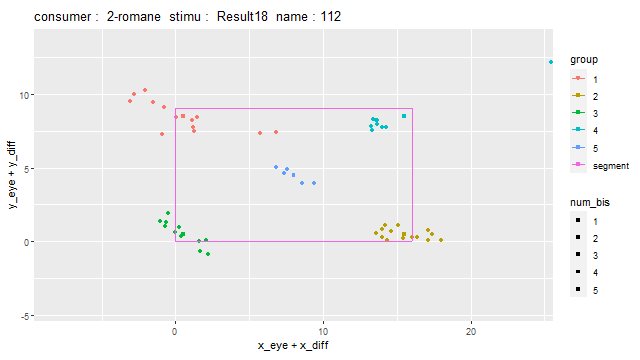 consumer : 2-romane stimu : Result18 name : 112
y_eye + y_diff
10
5
0
-5
0
10
20
x_eye + x_diff
group
1
2
3
4
5
segment
num_bis
1
2
3
4
5